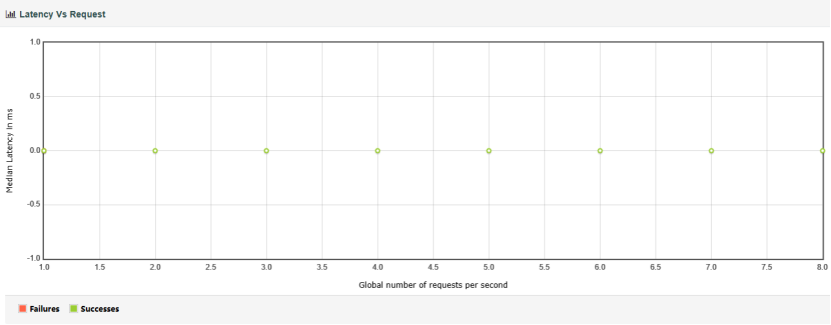 Latency Vs Request
1.0
0.5
0.0
-0.5
-1.0
Median Latency in ms
1.0 1.5 2.0 2.5 3.0 3.5 4.0 4.5 5.0 5.5 6.0 6.5 7.0 7.5 8.0
Global number of requests per second
Failures Successes